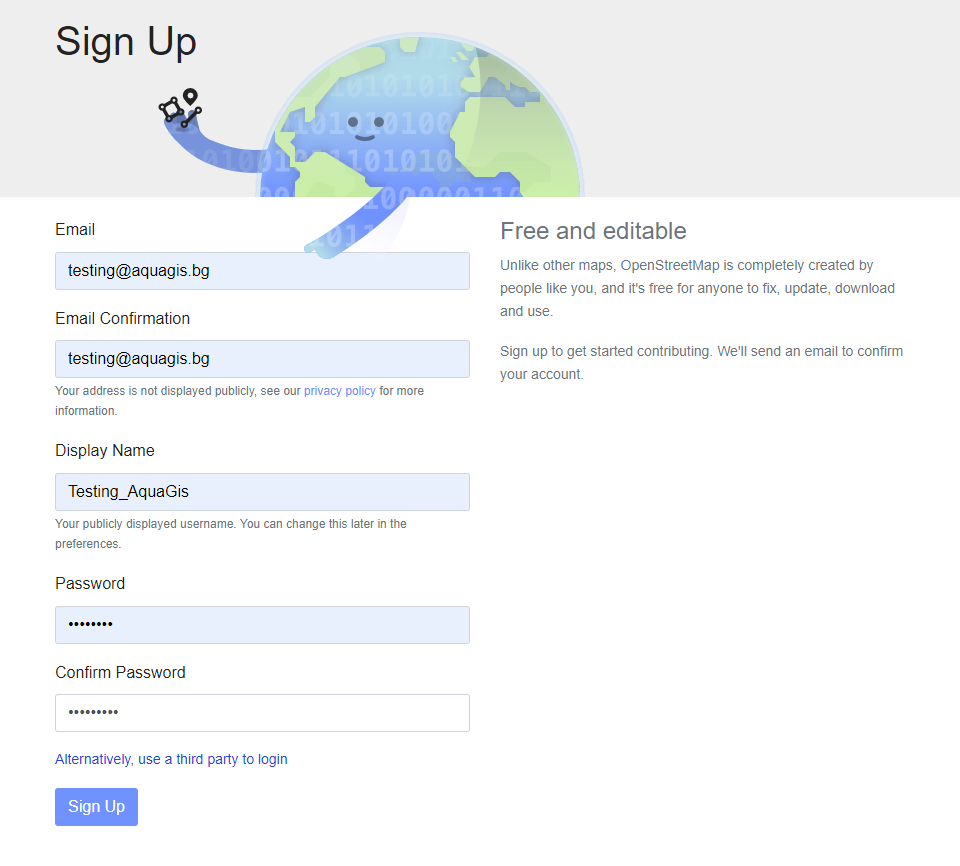 Sign Up
Email
testing@aquagis.bg
Email Confirmation
testing@aquagis.bg
Your address is not displayed publicly, see our privacy policy for more
information.
Display Name
Testing_AquaGis
Your publicly displayed username. You can change this later in the
preferences.
Password
••••••••
Confirm Password
•••••••••
Alternatively, use a third party to login
Sign Up
Free and editable
Unlike other maps, OpenStreetMap is completely created by
people like you, and it's free for anyone to fix, update, download
and use.
Sign up to get started contributing. We'll send an email to confirm
your account.